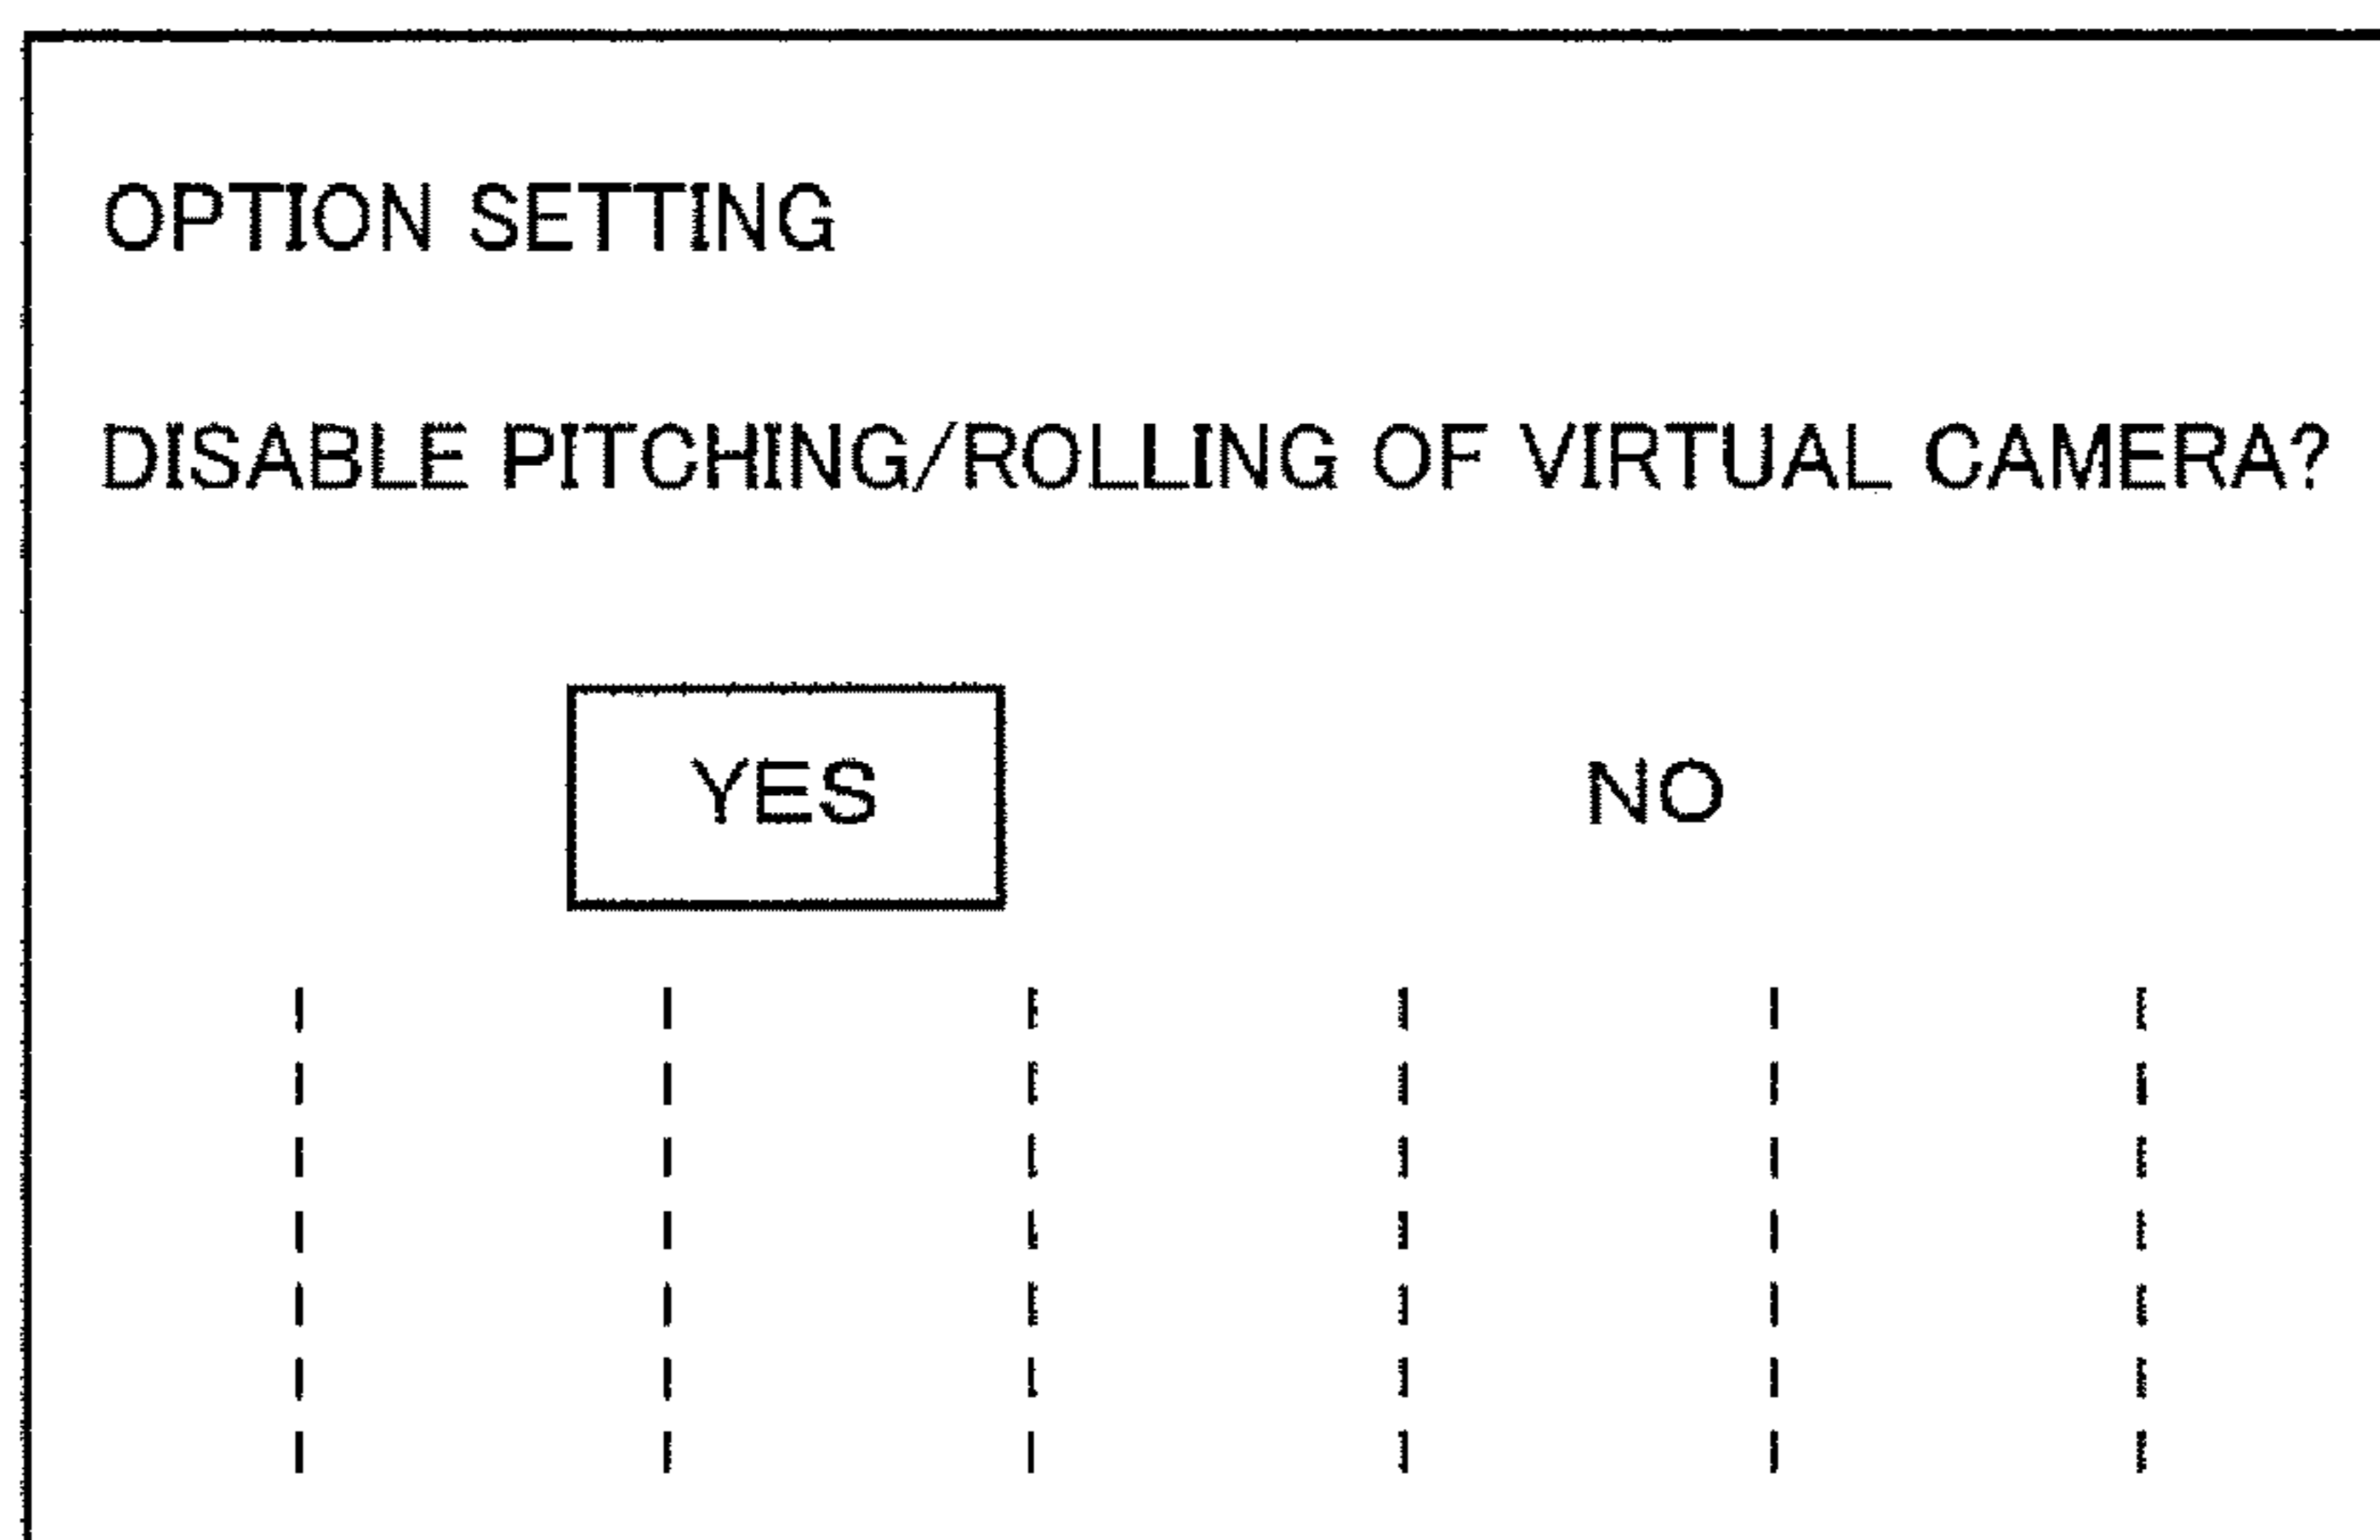 OPTION SETTING
DISABLE PITCHING/ROLLING OF VIRTUAL CAMERA?
YES NO